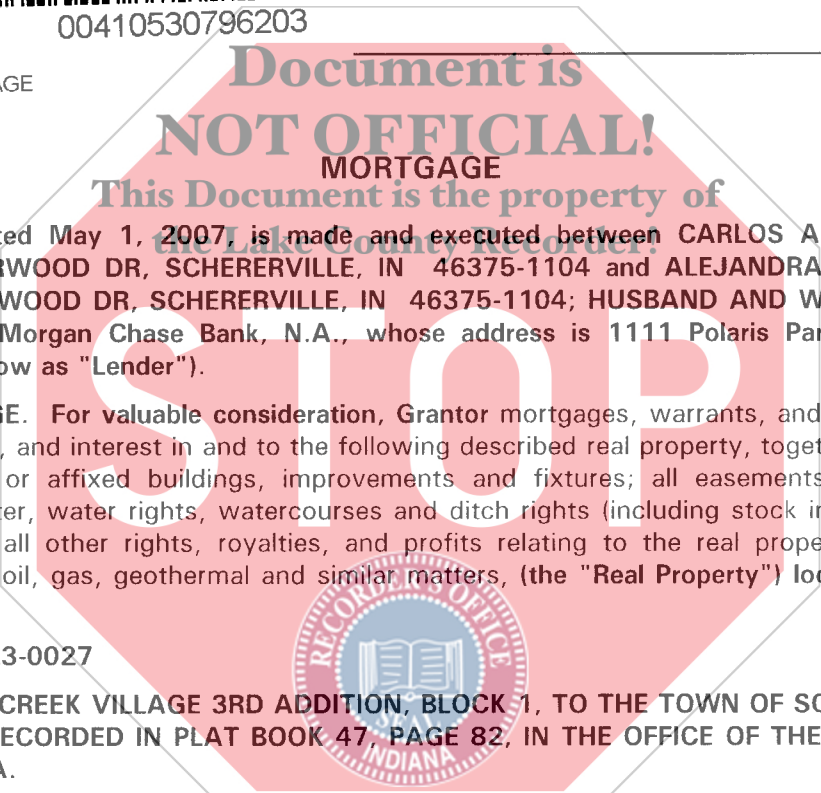 00410530796203
Document is
AGE
NOT OFFICIAL!
MORTGAGE
This Document is the property of
the Lake County Recorder!
ted May 1, 2007, is made and executed between CARLOS A
RWOOD DR, SCHERERVILLE, IN 46375-1104 and ALEJANDRA
WOOD DR, SCHERERVILLE, IN 46375-1104; HUSBAND AND W
Morgan Chase Bank, N.A., whose address is 1111 Polaris Par
ow as "Lender").
GE. For valuable consideration, Grantor mortgages, warrants, and
, and interest in and to the following described real property, toget
or affixed buildings, improvements and fixtures; all easements
ter, water rights, watercourses and ditch rights (including stock in
all other rights, royalties, and profits relating to the real prope
oil, gas, geothermal and similar matters, (the "Real Property") loc
STOP
3-0027
CREEK VILLAGE 3RD ADDITION, BLOCK 1, TO THE TOWN OF SC
ECORDED IN PLAT BOOK 47, PAGE 82, IN THE OFFICE OF THE
A.
RECORDER'S OFFICE
SEAL
INDIANA